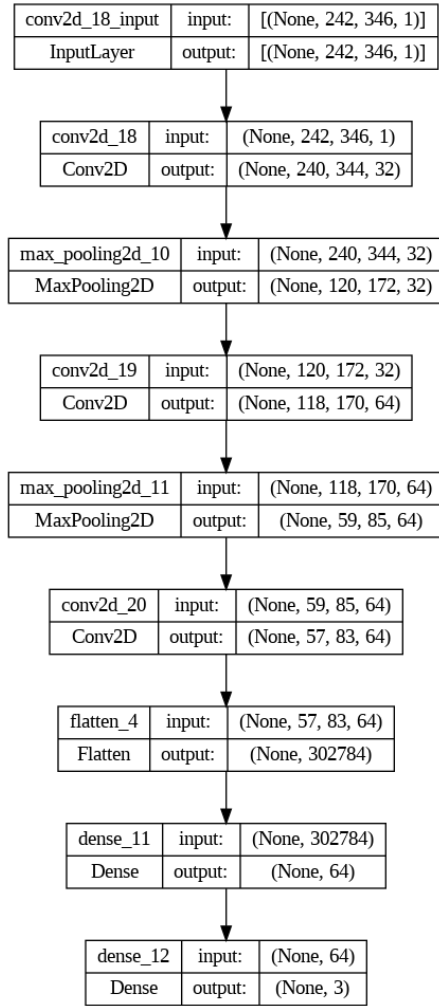 conv2d_18_input input: [(None, 242, 346, 1)]
InputLayer output: [(None, 242, 346, 1)]
conv2d_18 input: (None, 242, 346, 1)
Conv2D output: (None, 240, 344, 32)
max_pooling2d_10 input: (None, 240, 344, 32)
MaxPooling2D output: (None, 120, 172, 32)
conv2d_19 input: (None, 120, 172, 32)
Conv2D output: (None, 118, 170, 64)
max_pooling2d_11 input: (None, 118, 170, 64)
MaxPooling2D output: (None, 59, 85, 64)
conv2d_20 input: (None, 59, 85, 64)
Conv2D output: (None, 57, 83, 64)
flatten_4 input: (None, 57, 83, 64)
Flatten output: (None, 302784)
dense_11 input: (None, 302784)
Dense output: (None, 64)
dense_12 input: (None, 64)
Dense output: (None, 3)